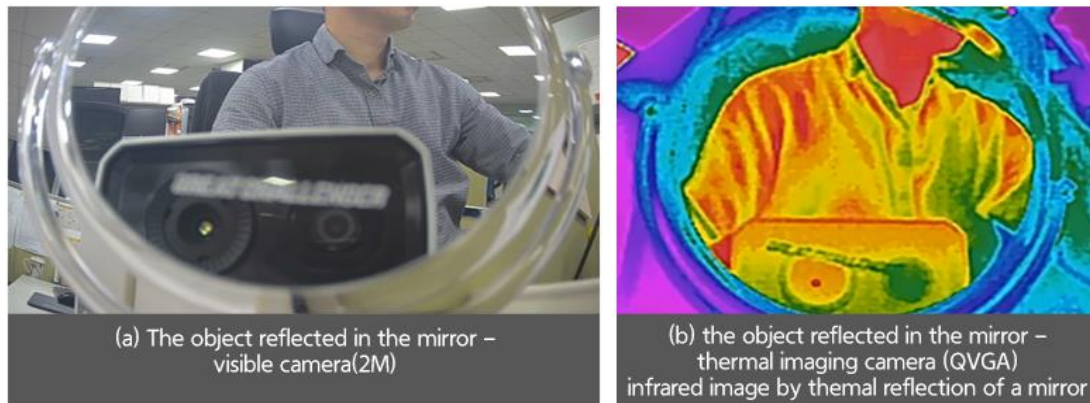 (a) The object reflected in the mirror –
visible camera(2M)
(b) the object reflected in the mirror –
thermal imaging camera (QVGA)
infrared image by themal reflection of a mirror